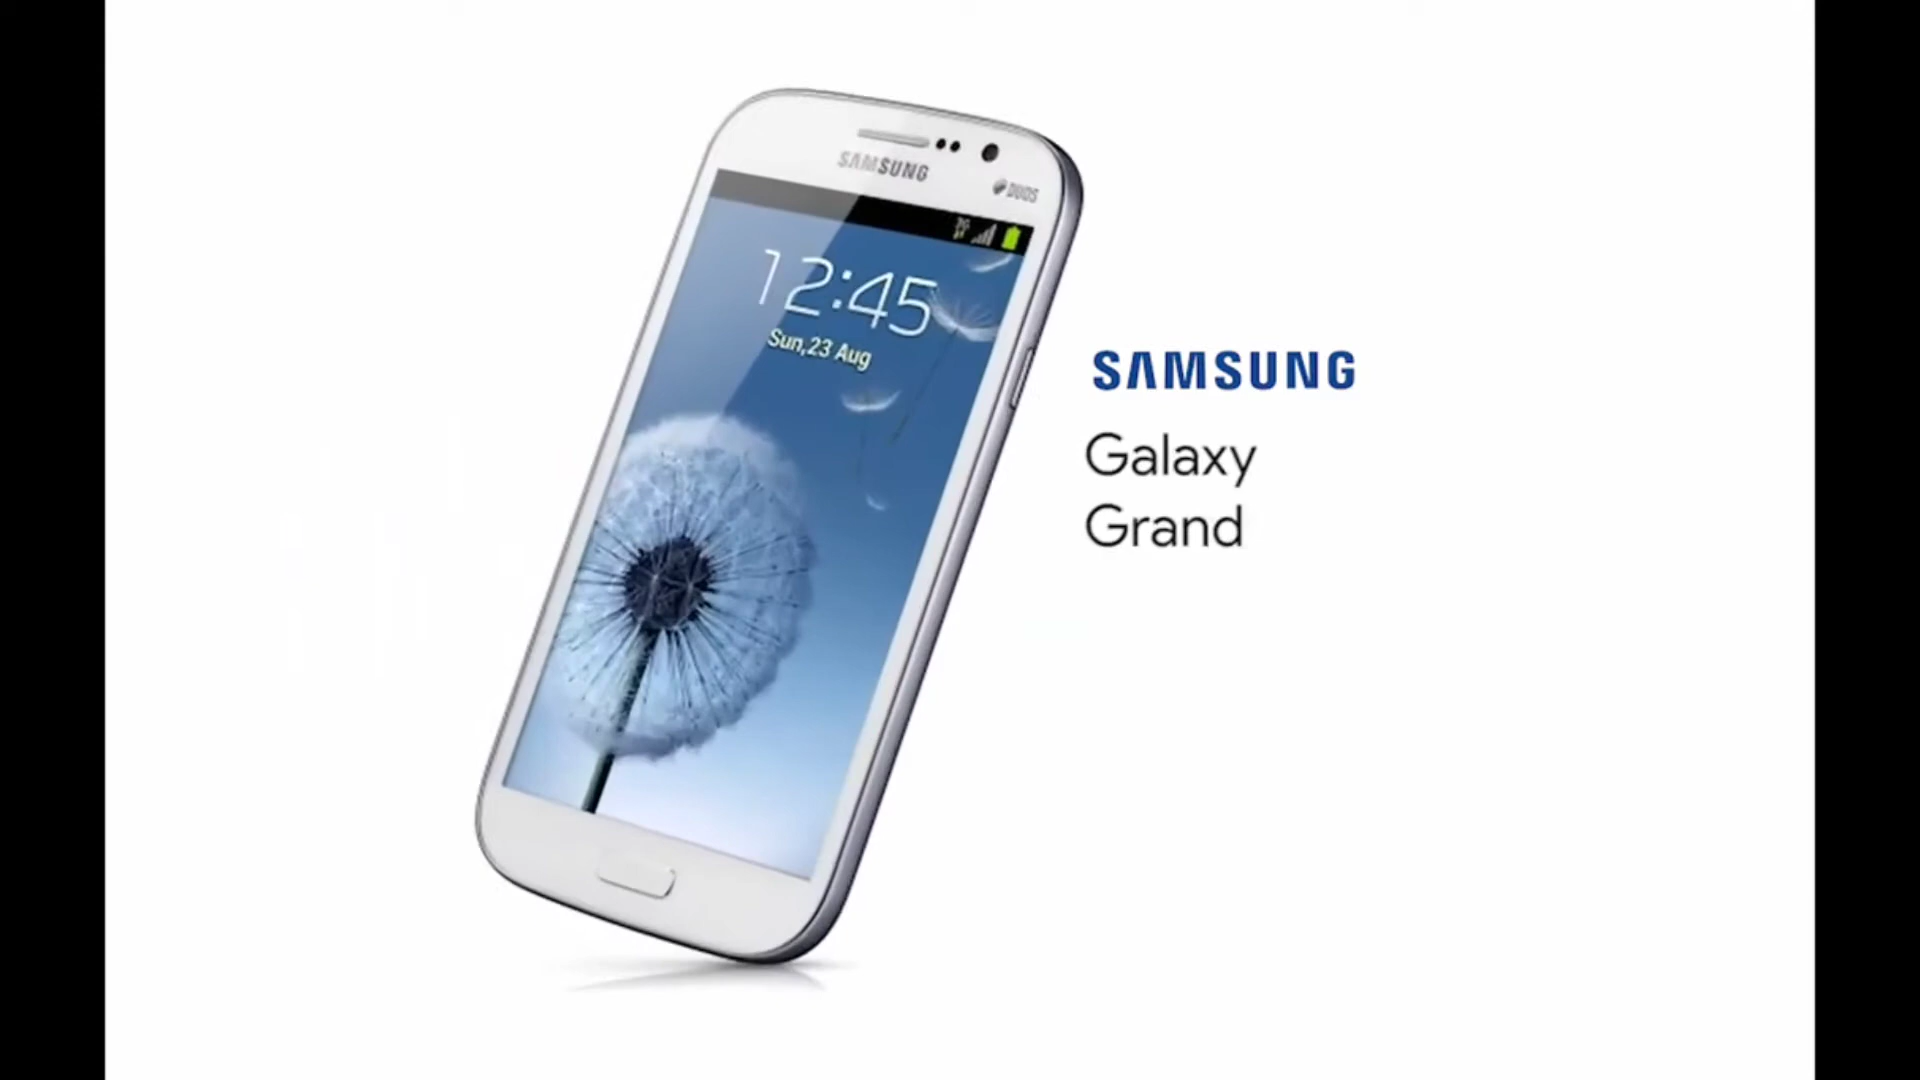 SAMSUNG
DUOS
12:45
Sun,23 Aug
SAMSUNG
Galaxy
Grand